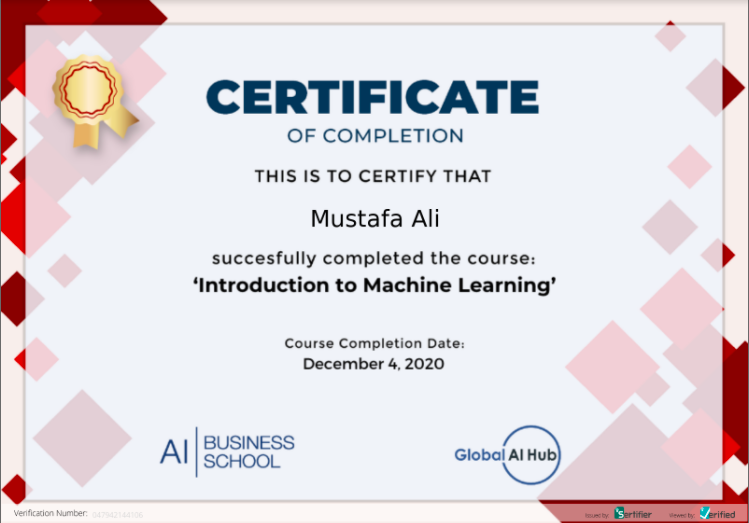 CERTIFICATE
OF COMPLETION
THIS IS TO CERTIFY THAT
Mustafa Ali
succesfully completed the course:
‘Introduction to Machine Learning’
Course Completion Date:
December 4, 2020
AI BUSINESS SCHOOL
Global AI Hub
Verification Number:
Issued by: Sertifier Viewed by: Verified